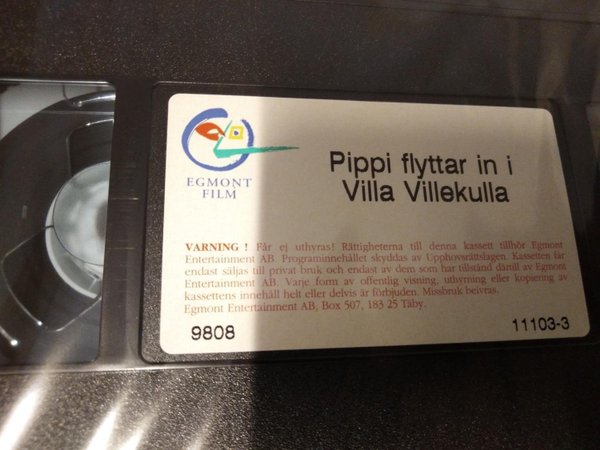 EGMONT
FILM
Pippi flyttar in i
Villa Villekulla
VARNING ! Får ej uthyras! Rättigheterna till denna kassett tillhör Egmont
Entertainment AB. Programinnehållet skyddas av Upphovsrättslagen. Kassetten får
endast säljas till privat bruk och endast av dem som har tillstånd därtill av Egmont
Entertainment AB. Varje form av offentlig visning, uthyrning eller kopiering av
kassettens innehåll helt eller delvis är förbjuden. Missbruk beivras.
Egmont Entertainment AB, Box 507, 183 25 Täby.
9808
11103-3